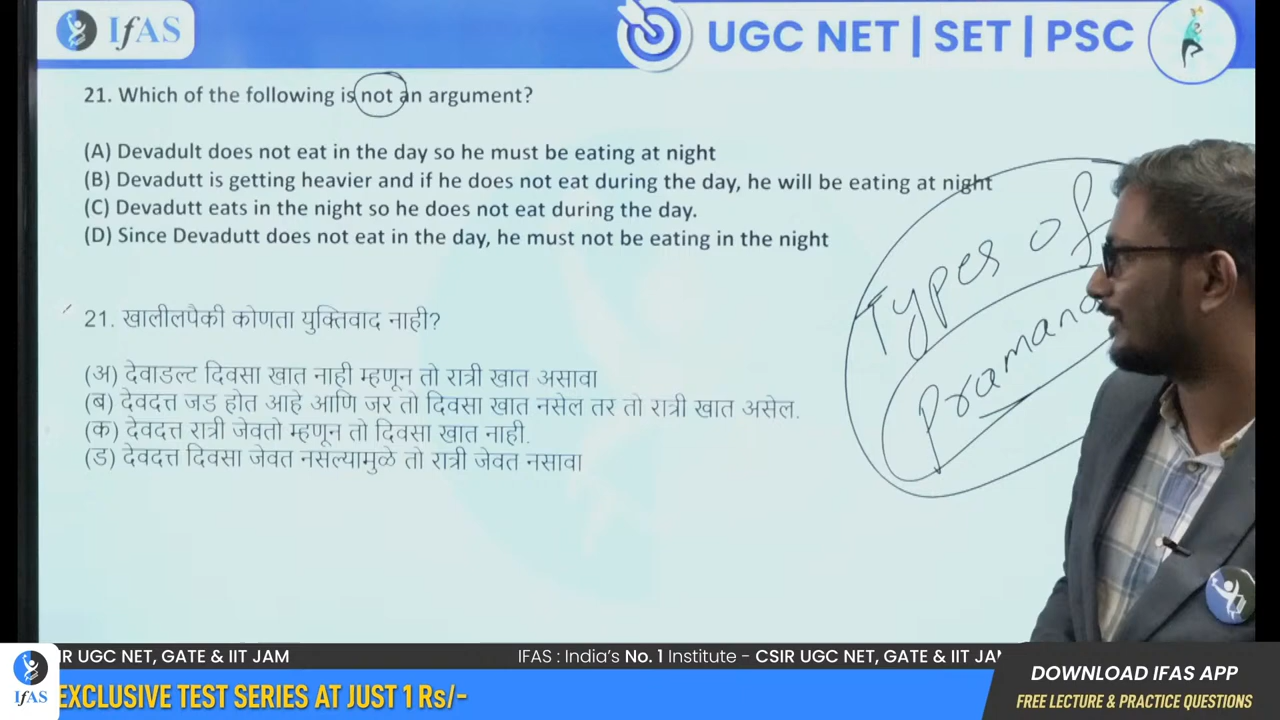 IfAS
UGC NET | SET | PSC
21. Which of the following is not an argument?
(A) Devadult does not eat in the day so he must be eating at night
(B) Devadutt is getting heavier and if he does not eat during the day, he will be eating at night
(C) Devadutt eats in the night so he does not eat during the day.
(D) Since Devadutt does not eat in the day, he must not be eating in the night
Types of
Pramana
21. खालीलपैकी कोणता युक्तिवाद नाही?
(अ) देवाडल्ट दिवसा खात नाही म्हणून तो रात्री खात असावा
(ब) देवदत्त जड होत आहे आणि जर तो दिवसा खात नसेल तर तो रात्री खात असेल.
(क) देवदत्त रात्री जेवतो म्हणून तो दिवसा खात नाही.
(ड) देवदत्त दिवसा जेवत नसल्यामुळे तो रात्री जेवत नसावा
IR UGC NET, GATE & IIT JAM
IFAS : India's No. 1 Institute - CSIR UGC NET, GATE & IIT JAM
IfAS
EXCLUSIVE TEST SERIES AT JUST 1 Rs/-
DOWNLOAD IFAS APP
FREE LECTURE & PRACTICE QUESTIONS